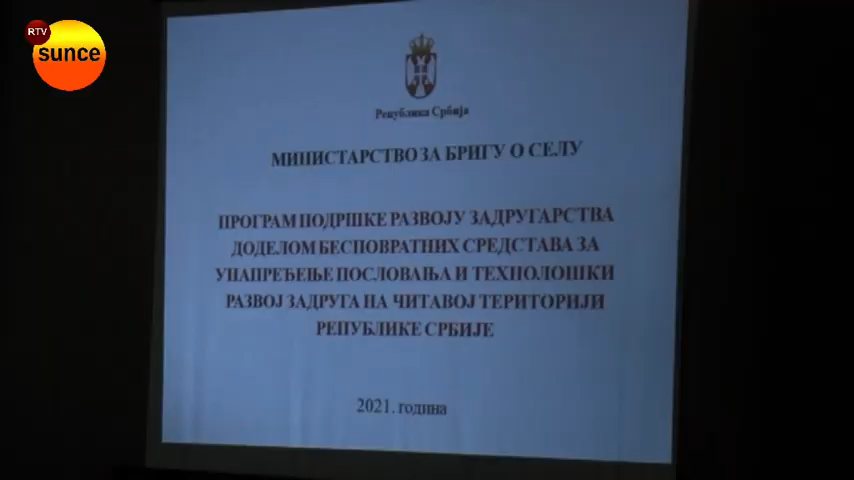 RTV
sunce
Република Србија
МИНИСТАРСТВО ЗА БРИГУ О СЕЛУ
ПРОГРАМ ПОДРШКЕ РАЗВОЈУ ЗАДРУГАРСТВА
ДОДЕЛОМ БЕСПОВРАТНИХ СРЕДСТАВА ЗА
УНАПРЕЂЕЊЕ ПОСЛОВАЊА И ТЕХНОЛОШКИ
РАЗВОЈ ЗАДРУГА НА ЧИТАВОЈ ТЕРИТОРИЈИ
РЕПУБЛИКЕ СРБИЈЕ
2021. година